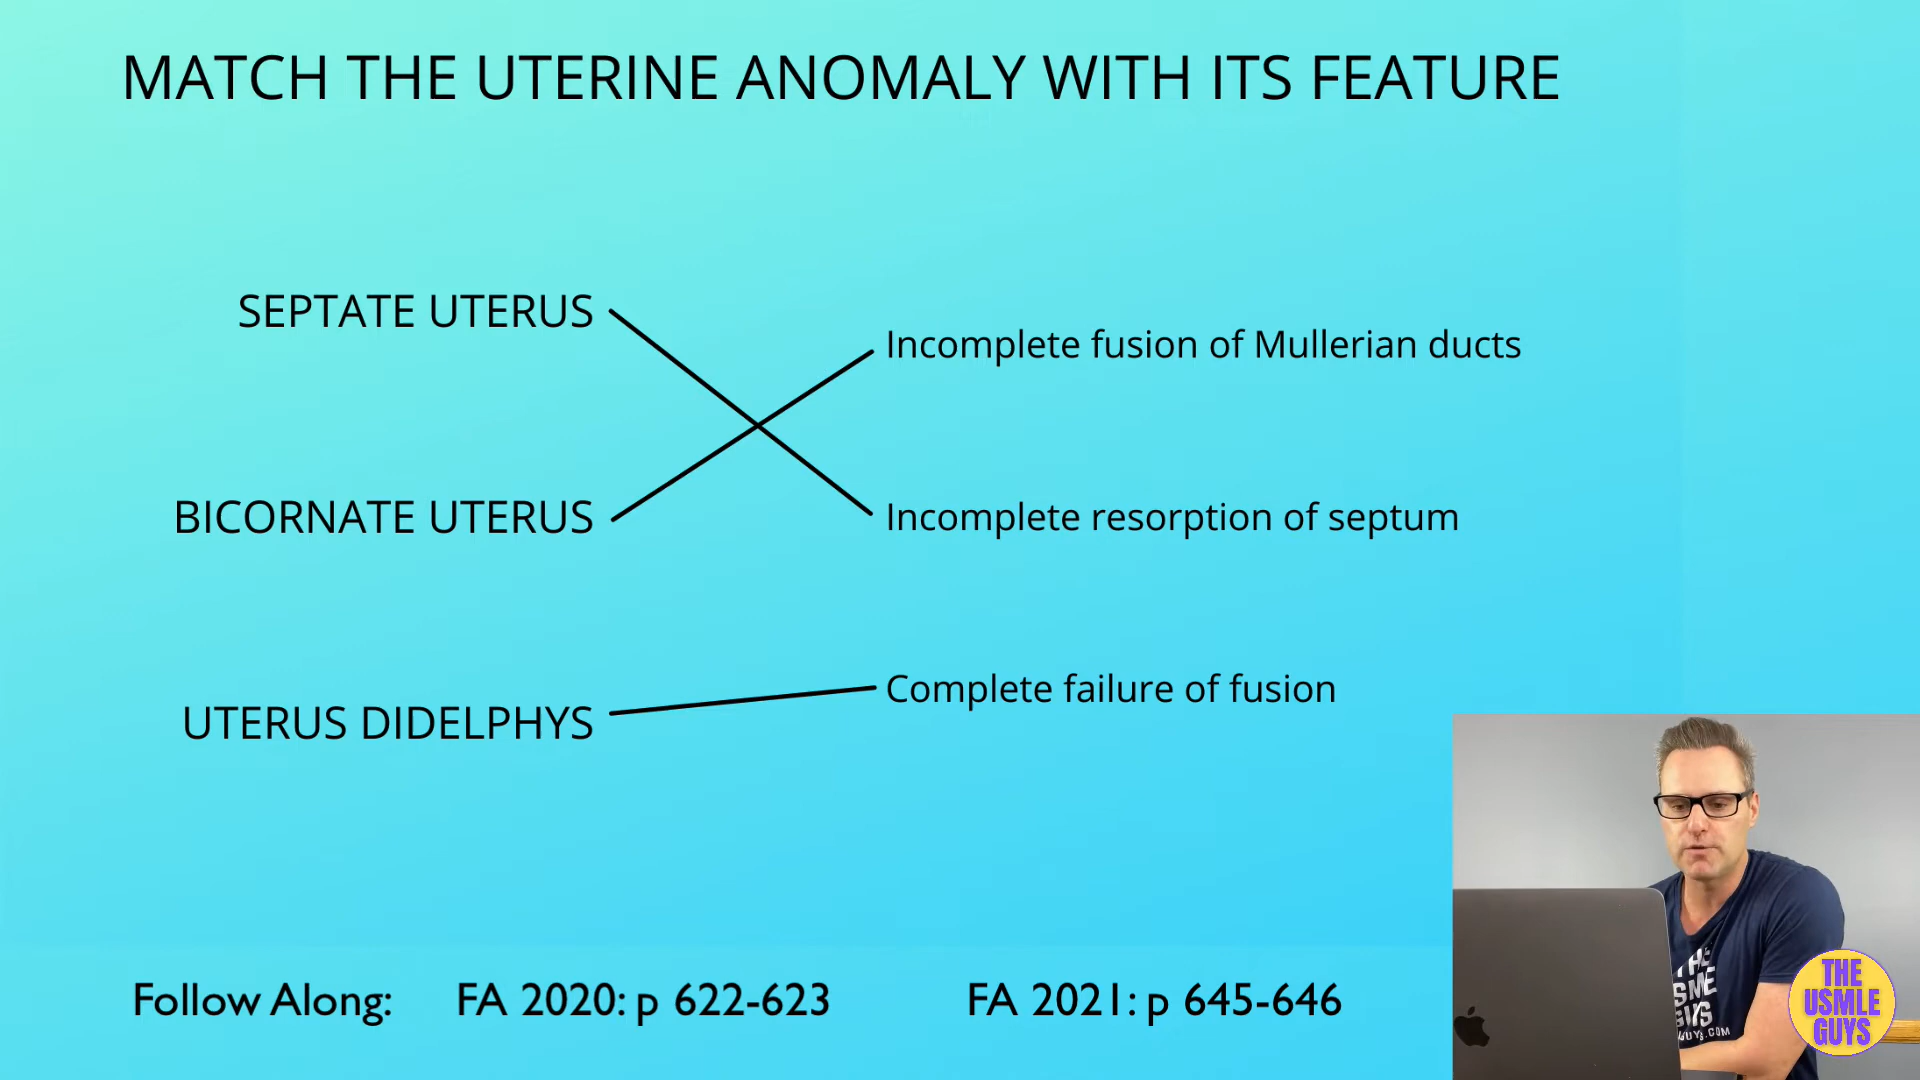 MATCH THE UTERINE ANOMALY WITH ITS FEATURE
SEPTATE UTERUS
Incomplete fusion of Mullerian ducts
BICORNATE UTERUS
Incomplete resorption of septum
UTERUS DIDELPHYS
Complete failure of fusion
Follow Along: FA 2020: p 622-623 FA 2021: p 645-646
THE
USMLE
GUYS